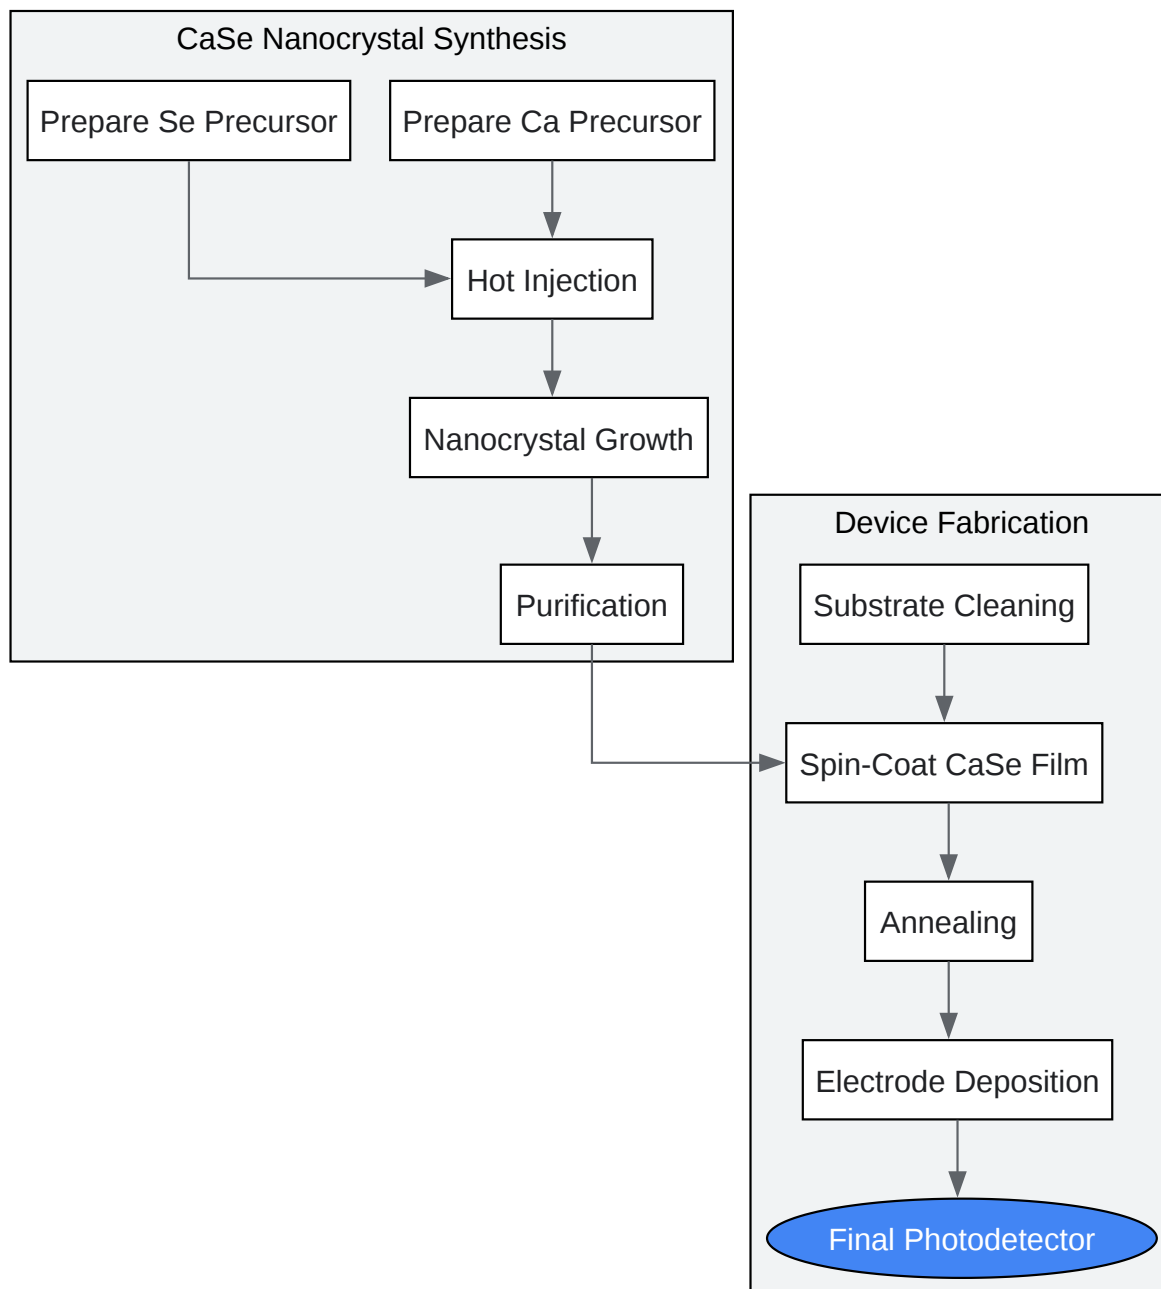 CaSe Nanocrystal Synthesis
Prepare Se Precursor
Prepare Ca Precursor
Hot Injection
Nanocrystal Growth
Purification
Device Fabrication
Substrate Cleaning
Spin-Coat CaSe Film
Annealing
Electrode Deposition
Final Photodetector